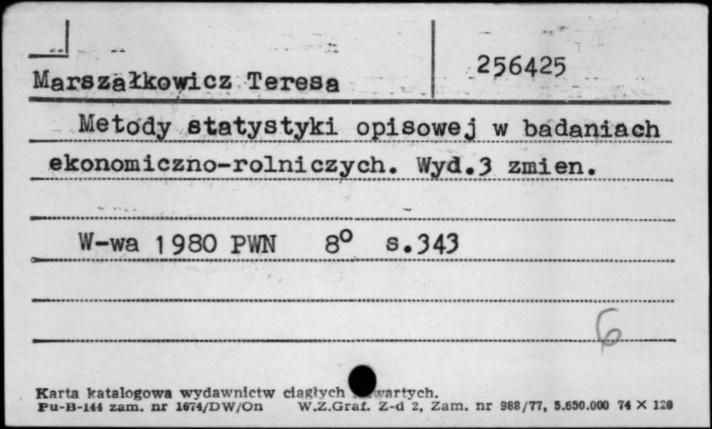 256425
Marszałkowicz Teresa
Metody statystyki opisowej w badaniach
ekonomiczno-rolniczych. Wyd.3 zmien.
W-wa 1980 PWN 8º s.343
6
Karta katalogowa wydawnictw ciągłych
Pu-B-144 zam. nr 1674/DW/On W.Z.Graf. Z-d 2, Zam. nr 988/77, 5.650.000 74 X 128